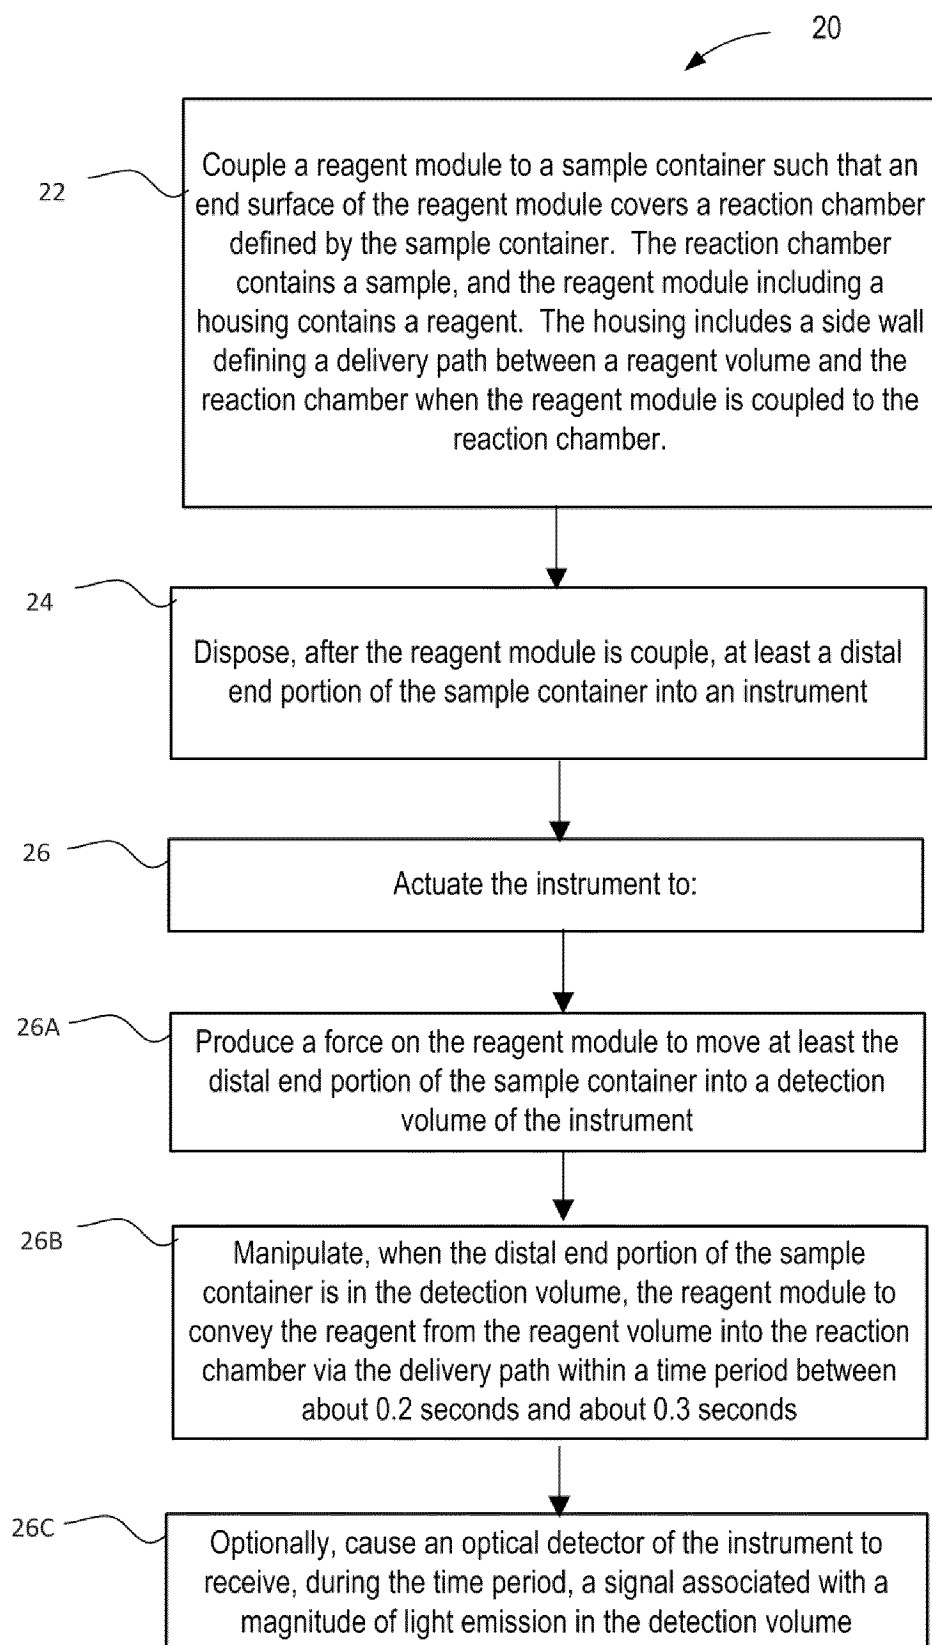 20
22
Couple a reagent module to a sample container such that an
end surface of the reagent module covers a reaction chamber
defined by the sample container.  The reaction chamber
contains a sample, and the reagent module including a
housing contains a reagent.  The housing includes a side wall
defining a delivery path between a reagent volume and the
reaction chamber when the reagent module is coupled to the
reaction chamber.
24
Dispose, after the reagent module is couple, at least a distal
end portion of the sample container into an instrument
26
Actuate the instrument to:
26A
Produce a force on the reagent module to move at least the
distal end portion of the sample container into a detection
volume of the instrument
26B
Manipulate, when the distal end portion of the sample
container is in the detection volume, the reagent module to
convey the reagent from the reagent volume into the reaction
chamber via the delivery path within a time period between
about 0.2 seconds and about 0.3 seconds
26C
Optionally, cause an optical detector of the instrument to
receive, during the time period, a signal associated with a
magnitude of light emission in the detection volume